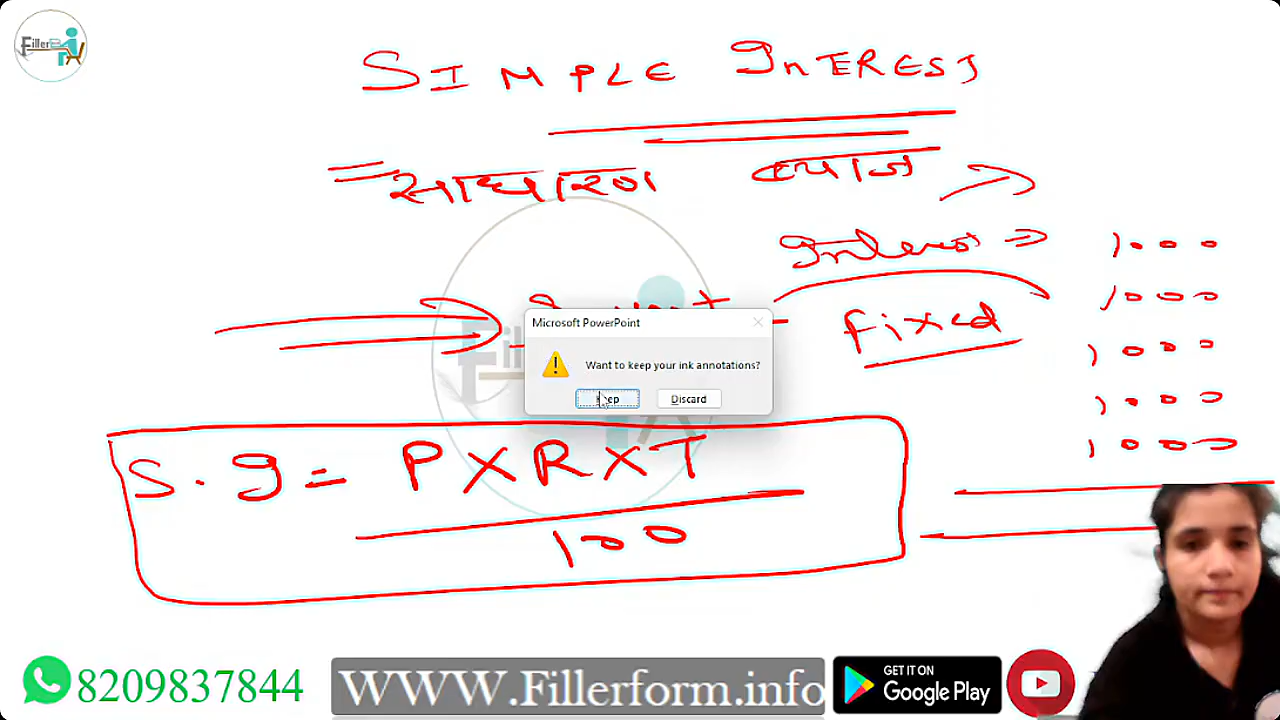 Filler
SIMPLE INTEREST
= साधारण ब्याज
Interest ⇒ 1000
Fixed 1000
1000
1000
1000
Microsoft PowerPoint
Want to keep your ink annotations?
Keep Discard
S.I = P X R X T
100
8209837844
WWW.Fillerform.info
GET IT ON
Google Play